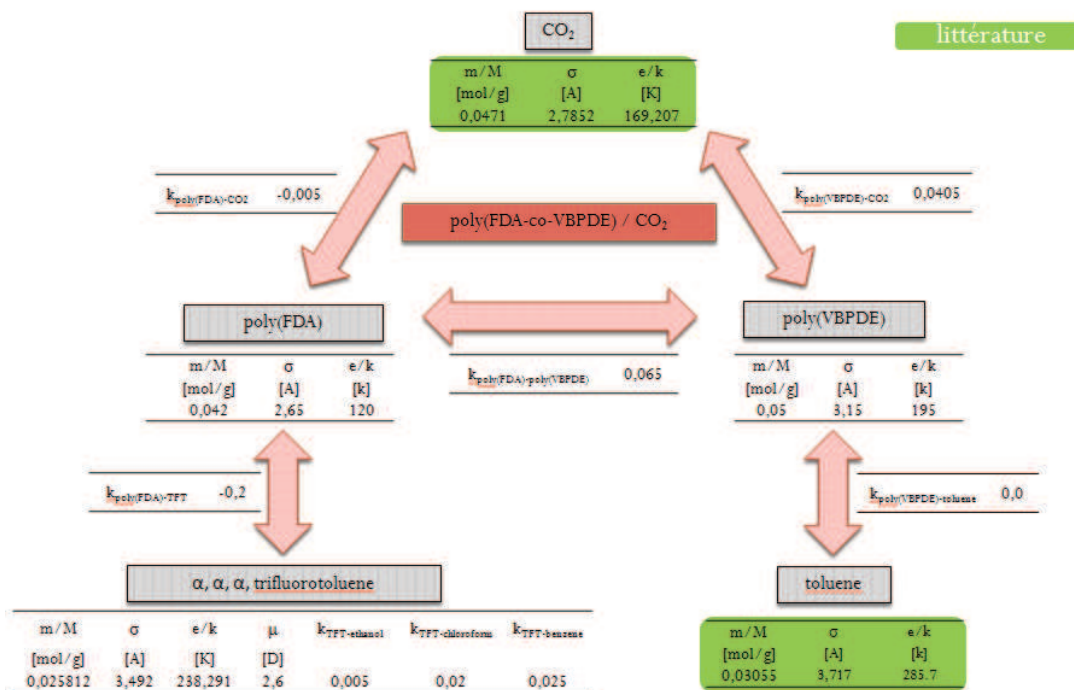 CO2
littérature
m/M σ e/k
[mol/g] [A] [K]
0,0471 2,7852 169,207
kpoly(FDA)-CO2 -0,005
kpoly(VBPDE)-CO2 0,0405
poly(FDA-co-VBPDE) / CO2
poly(FDA)
poly(VBPDE)
m/M σ e/k
[mol/g] [A] [k]
0,042 2,65 120
kpoly(FDA)-poly(VBPDE) 0,065
m/M σ e/k
[mol/g] [A] [k]
0,05 3,15 195
kpoly(FDA)-TFT -0,2
kpoly(VBPDE)-toluene 0,0
α, α, α, trifluorotoluene
toluene
m/M σ e/k μ kTFT-ethanol kTFT-chloroform kTFT-benzene
[mol/g] [A] [K] [D]
0,025812 3,492 238,291 2,6 0,005 0,02 0,025
m/M σ e/k
[mol/g] [A] [k]
0,03055 3,717 285.7